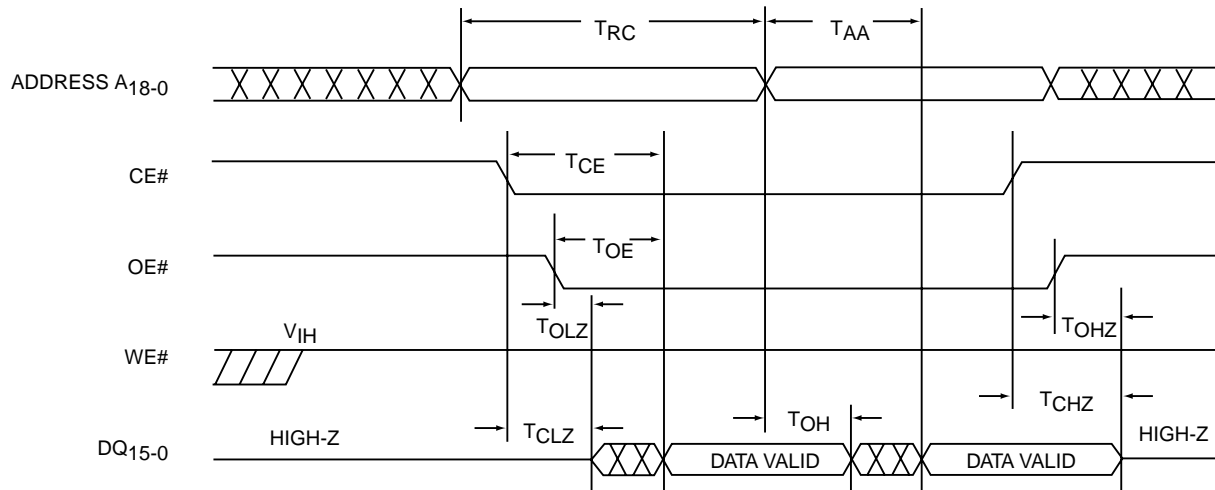 TRC
TAA
ADDRESS A18-0
TCE
CE#
TOE
OE#
TOLZ
TOHZ
VIH
WE#
TCHZ
TCLZ
TOH
HIGH-Z
HIGH-Z
DQ15-0
DATA VALID
DATA VALID